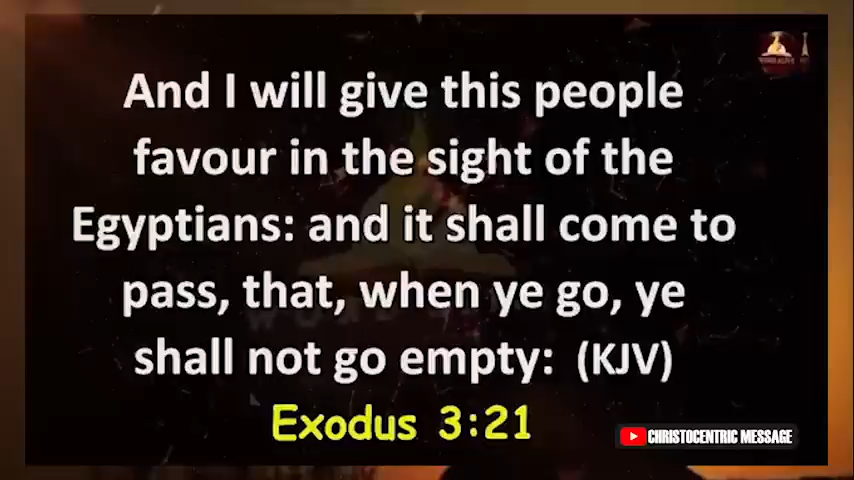 And I will give this people
favour in the sight of the
Egyptians: and it shall come to
pass, that, when ye go, ye
shall not go empty: (KJV)
Exodus 3:21
CHRISTOCENTRIC MESSAGE